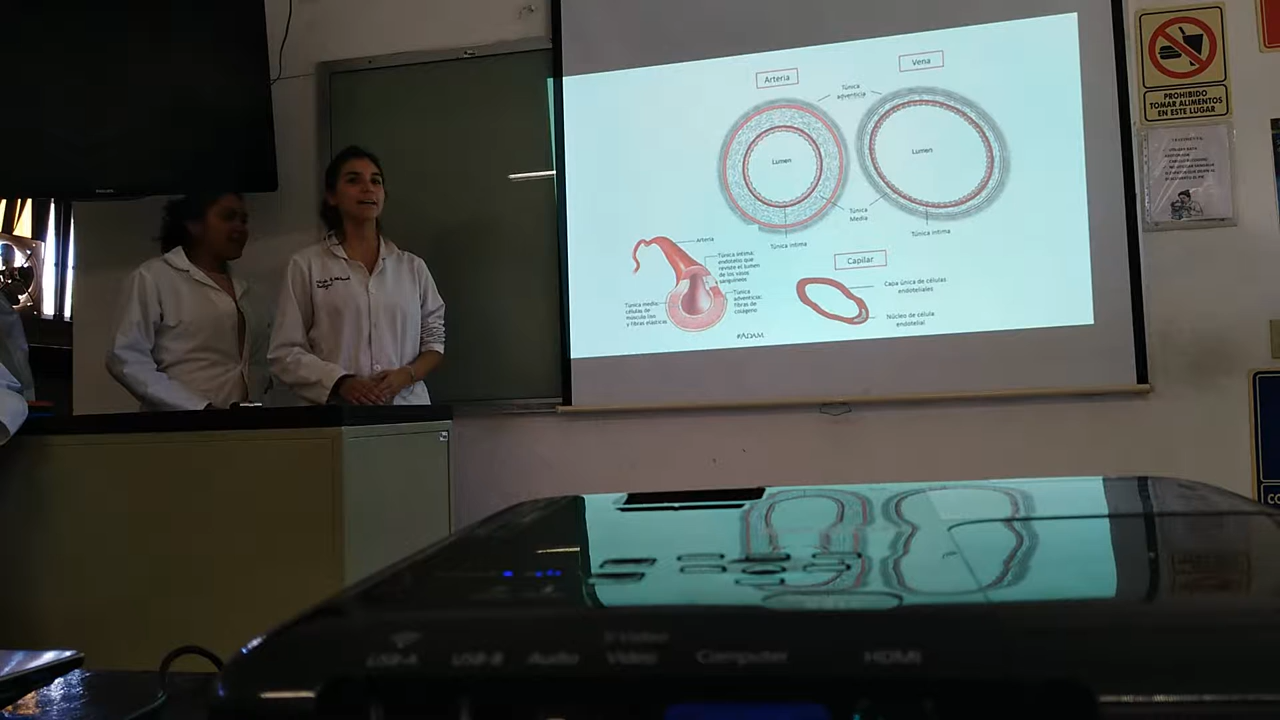 Arteria
Vena
Túnica
adventicia
Lumen
Lumen
Túnica
Media
Túnica íntima
Túnica íntima
Arteria
Túnica íntima:
endotelio que
reviste el lumen
de los vasos
sanguíneos
Túnica media:
células de
músculo liso
y fibras elásticas
Túnica
adventicia:
fibras de
colágeno
Capilar
Capa única de células
endoteliales
Núcleo de célula
endotelial
ADAM
PROHIBIDO
TOMAR ALIMENTOS
EN ESTE LUGAR
PHILIPS
USB-A
USB-B
Audio
Video
Computer
HDMI
CO